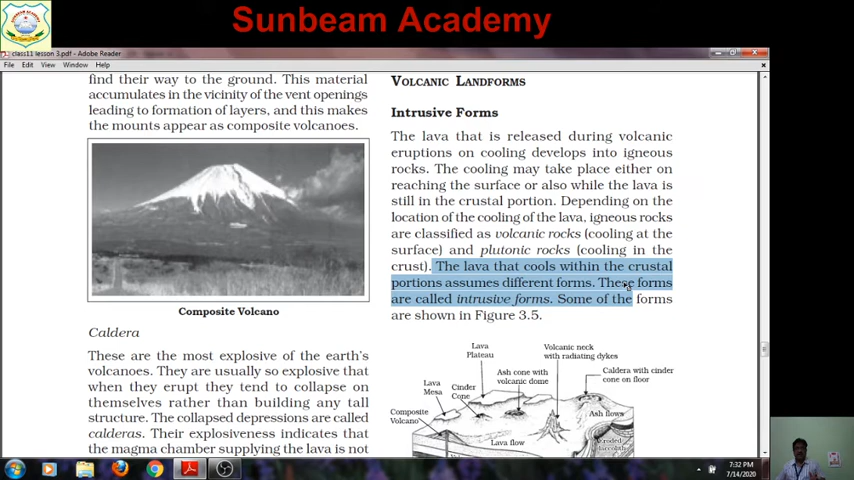 Sunbeam Academy
class11 lesson 3.pdf - Adobe Reader
File Edit View Window Help
find their way to the ground. This material
accumulates in the vicinity of the vent openings
leading to formation of layers, and this makes
the mounts appear as composite volcanoes.
Composite Volcano
Caldera
These are the most explosive of the earth's
volcanoes. They are usually so explosive that
when they erupt they tend to collapse on
themselves rather than building any tall
structure. The collapsed depressions are called
calderas. Their explosiveness indicates that
the magma chamber supplying the lava is not
VOLCANIC LANDFORMS
Intrusive Forms
The lava that is released during volcanic
eruptions on cooling develops into igneous
rocks. The cooling may take place either on
reaching the surface or also while the lava is
still in the crustal portion. Depending on the
location of the cooling of the lava, igneous rocks
are classified as volcanic rocks (cooling at the
surface) and plutonic rocks (cooling in the
crust). The lava that cools within the crustal
portions assumes different forms. These forms
are called intrusive forms. Some of the forms
are shown in Figure 3.5.
Lava
Plateau
Volcanic neck
with radiating dykes
Ash cone with
volcanic dome
Caldera with cinder
cone on floor
Lava
Mesa
Cinder
Cone
Composite
Volcano
Ash flows
Lava flow
Eroded
laccolith
7:32 PM
7/14/2020